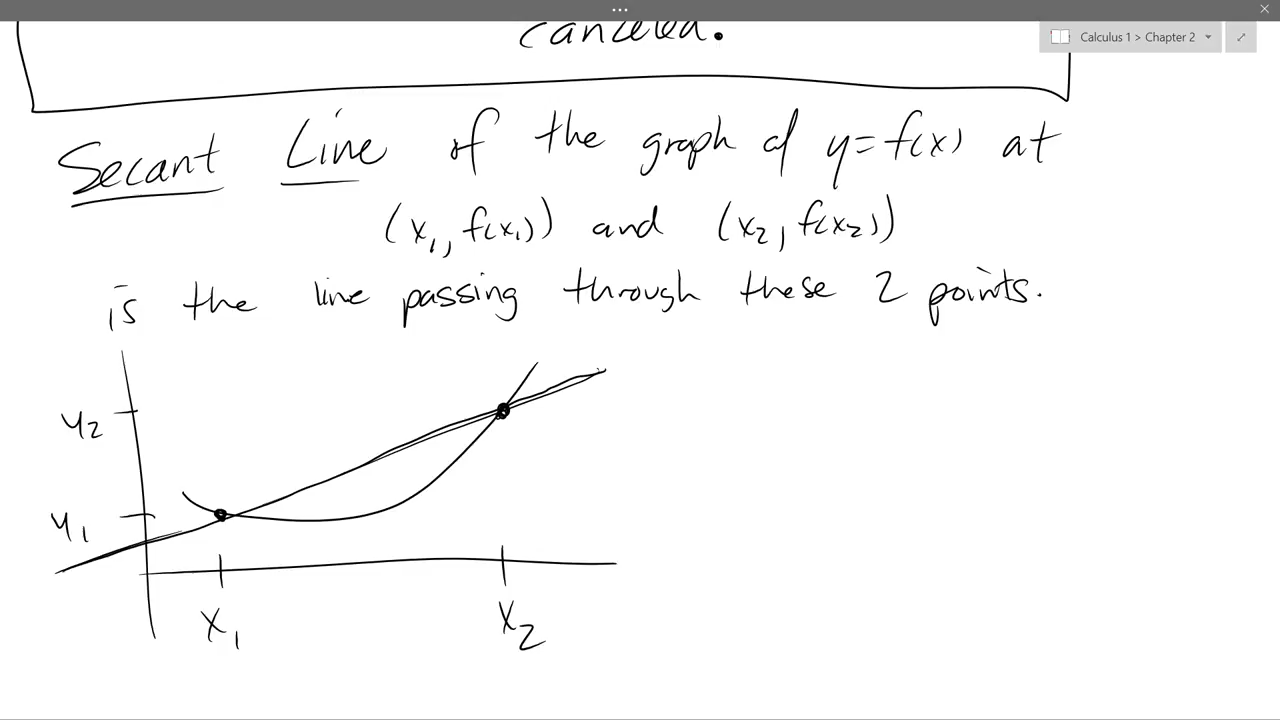 canceled.
Calculus 1 > Chapter 2
Secant Line of the graph of y=f(x) at
(x₁, f(x₁)) and (x₂, f(x₂))
is the line passing through these 2 points.
y₂
y₁
x₁
x₂